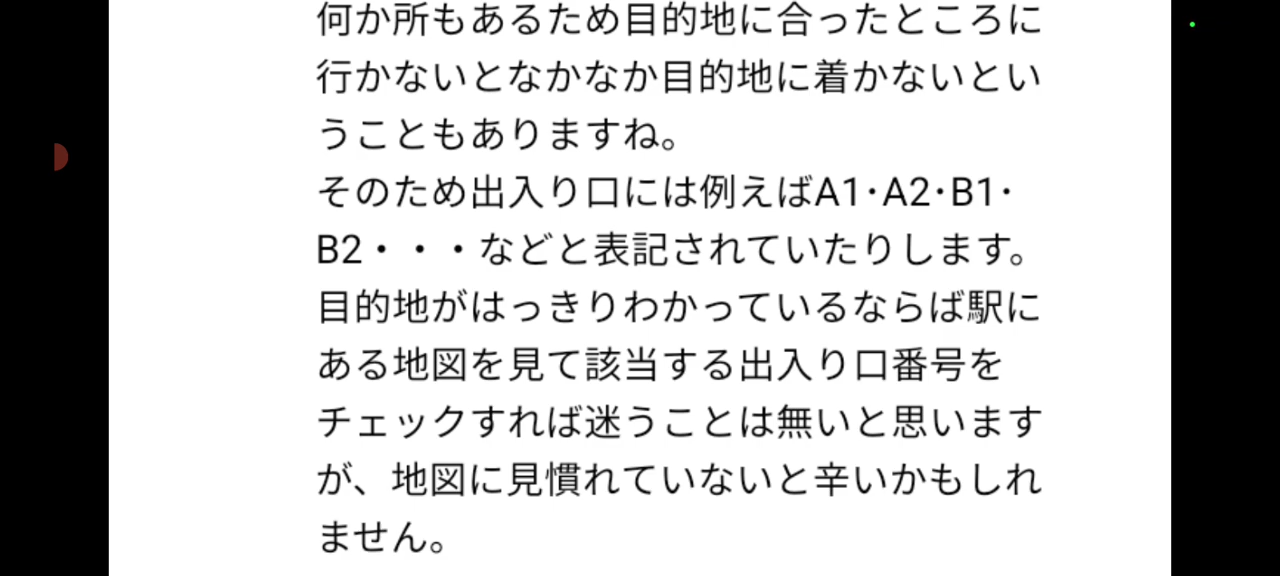 何か所もあるため目的地に合ったところに
行かないとなかなか目的地に着かないとい
うこともありますね。
そのため出入り口には例えばA1･A2･B1･
B2・・・などと表記されていたりします。
目的地がはっきりわかっているならば駅に
ある地図を見て該当する出入り口番号を
チェックすれば迷うことは無いと思います
が、地図に見慣れていないと辛いかもしれ
ません。